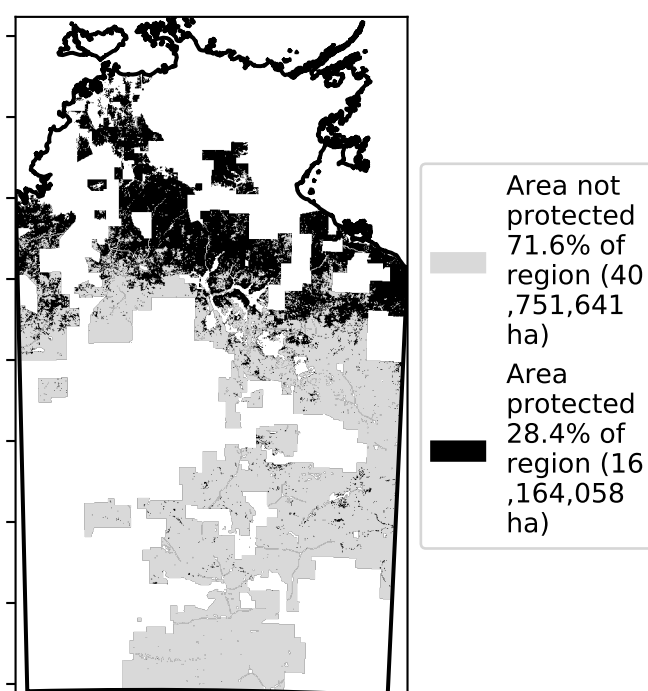 Area not
protected
71.6% of
region (40
,751,641
ha)
Area
protected
28.4% of
region (16
,164,058
ha)